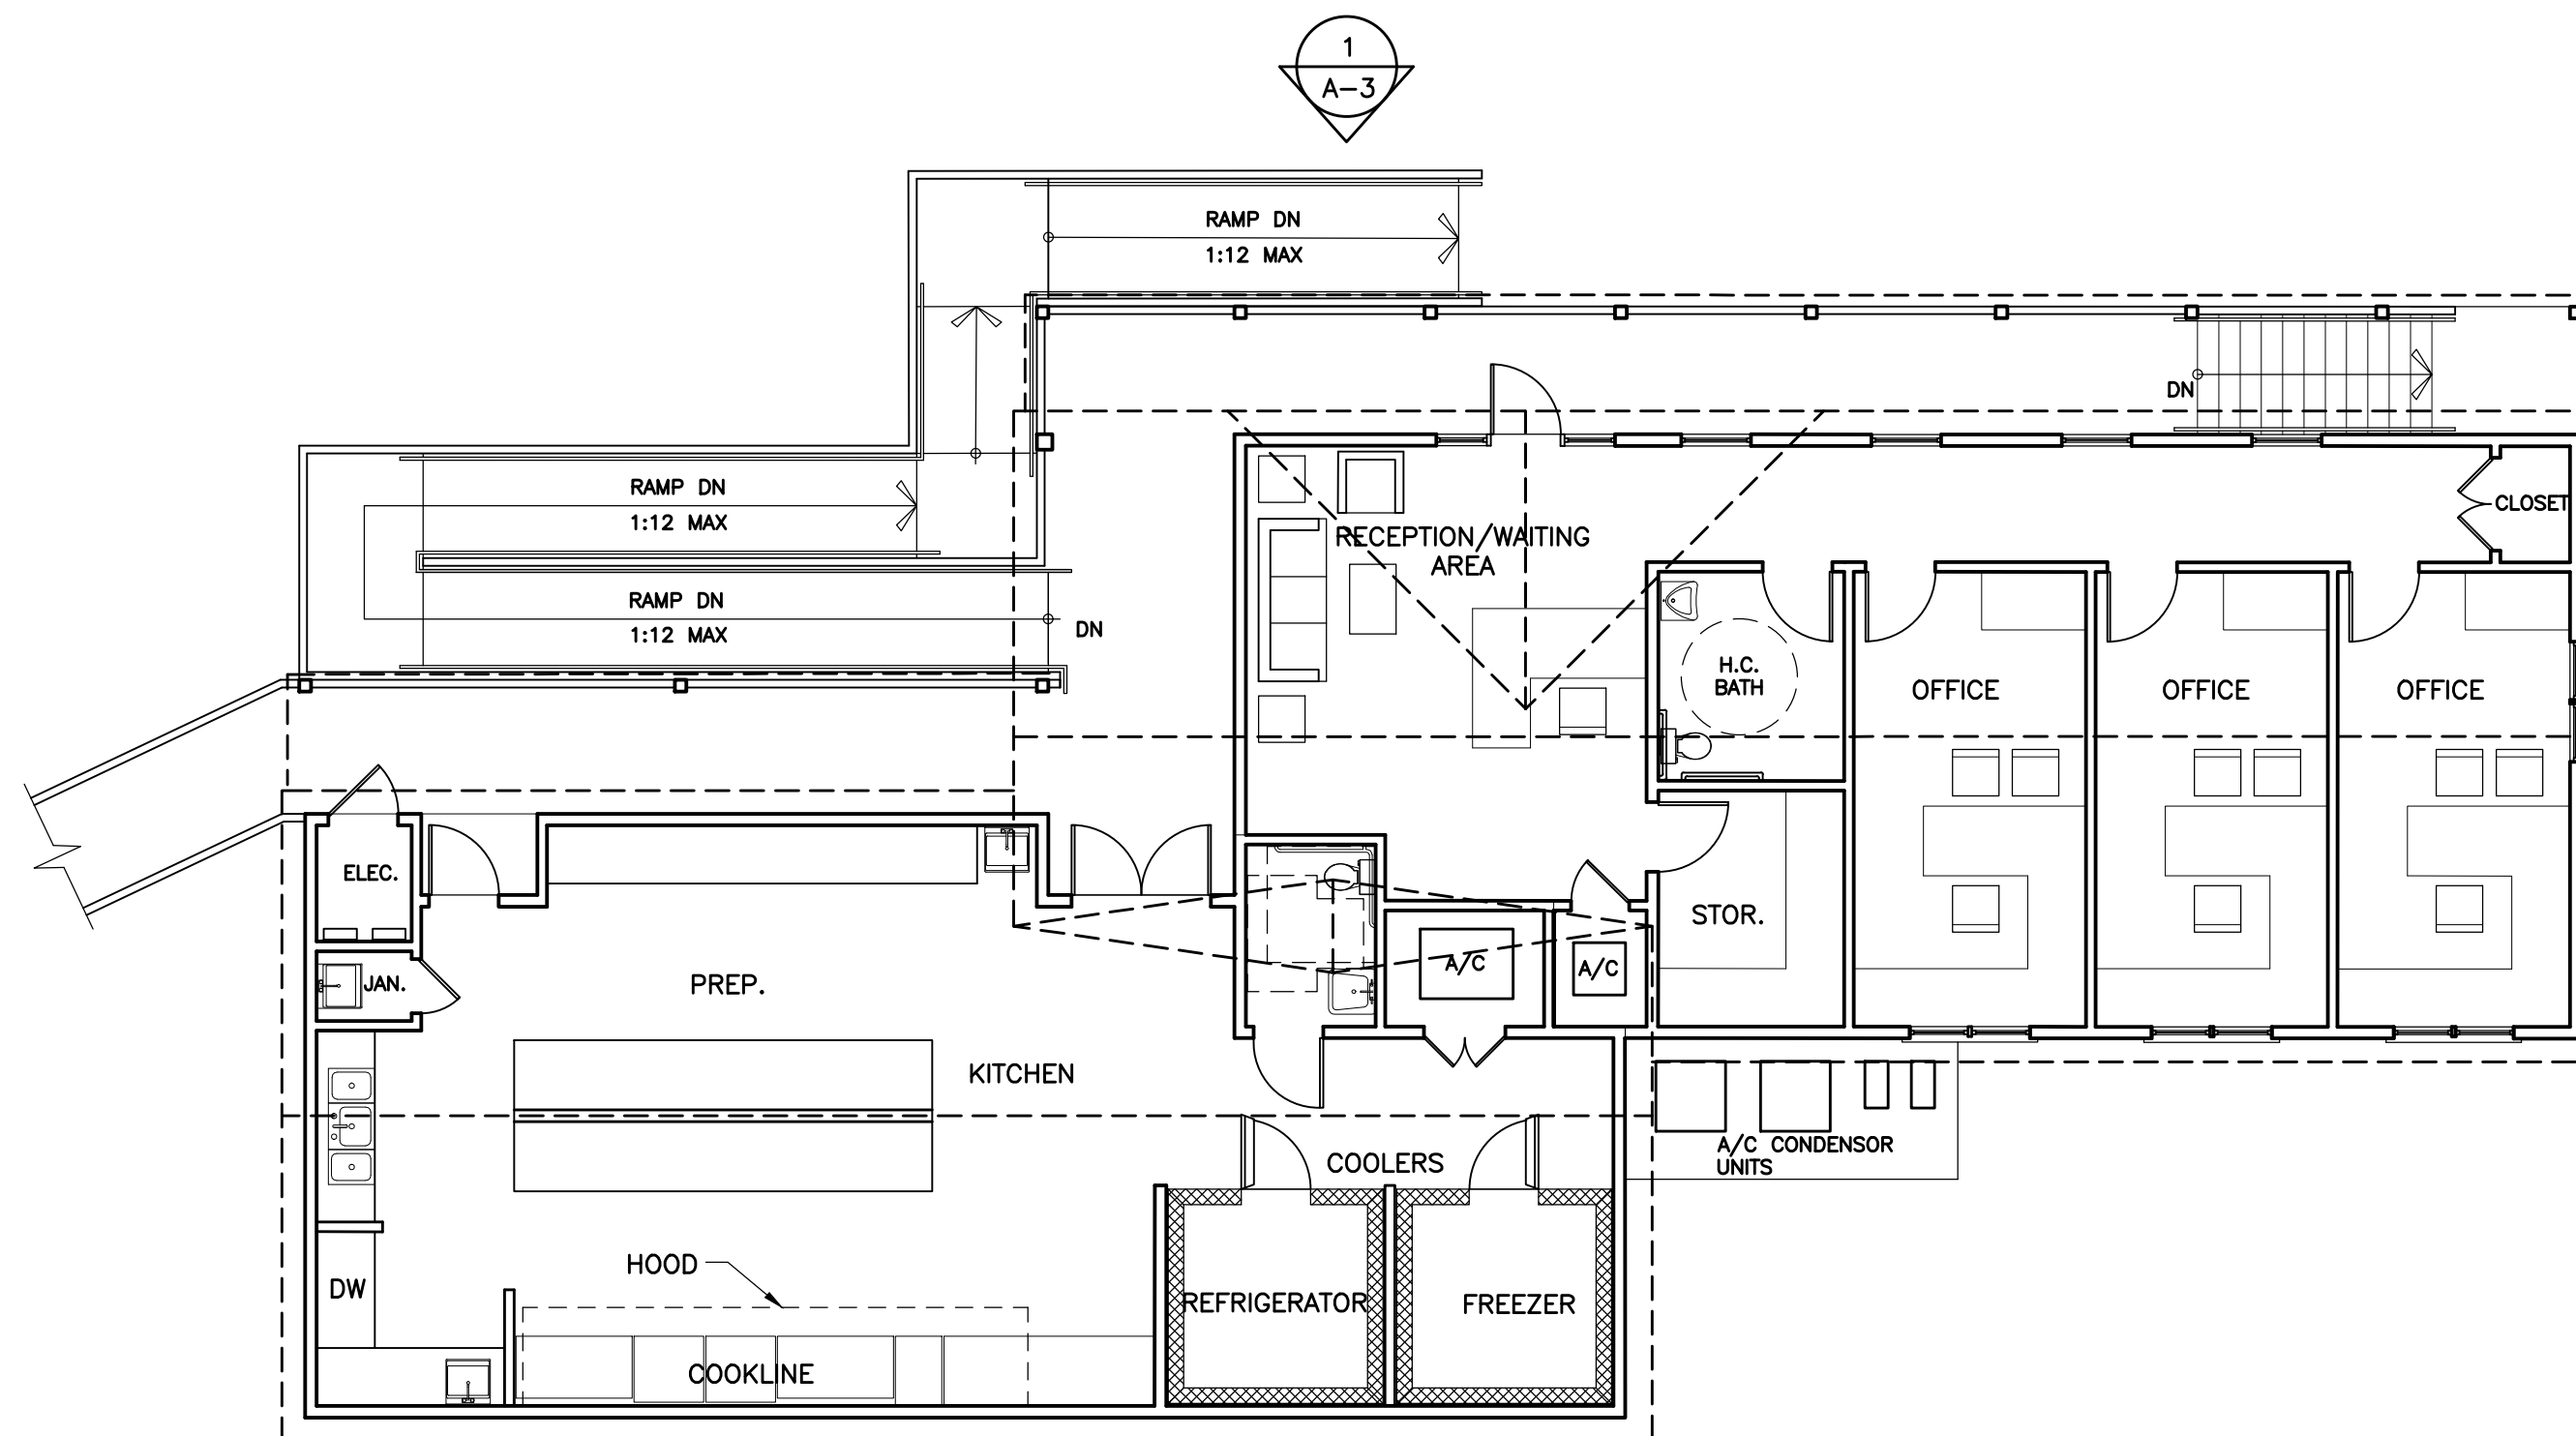 1
A-3
RAMP DN
1:12 MAX
DN
RAMP DN
1:12 MAX
CLOSET
RECEPTION/WAITING
AREA
RAMP DN
1:12 MAX
DN
H.C.
BATH
OFFICE
OFFICE
OFFICE
ELEC.
STOR.
A/C
A/C
JAN.
PREP.
KITCHEN
A/C CONDENSOR
UNITS
COOLERS
HOOD
DW
REFRIGERATOR
FREEZER
COOKLINE